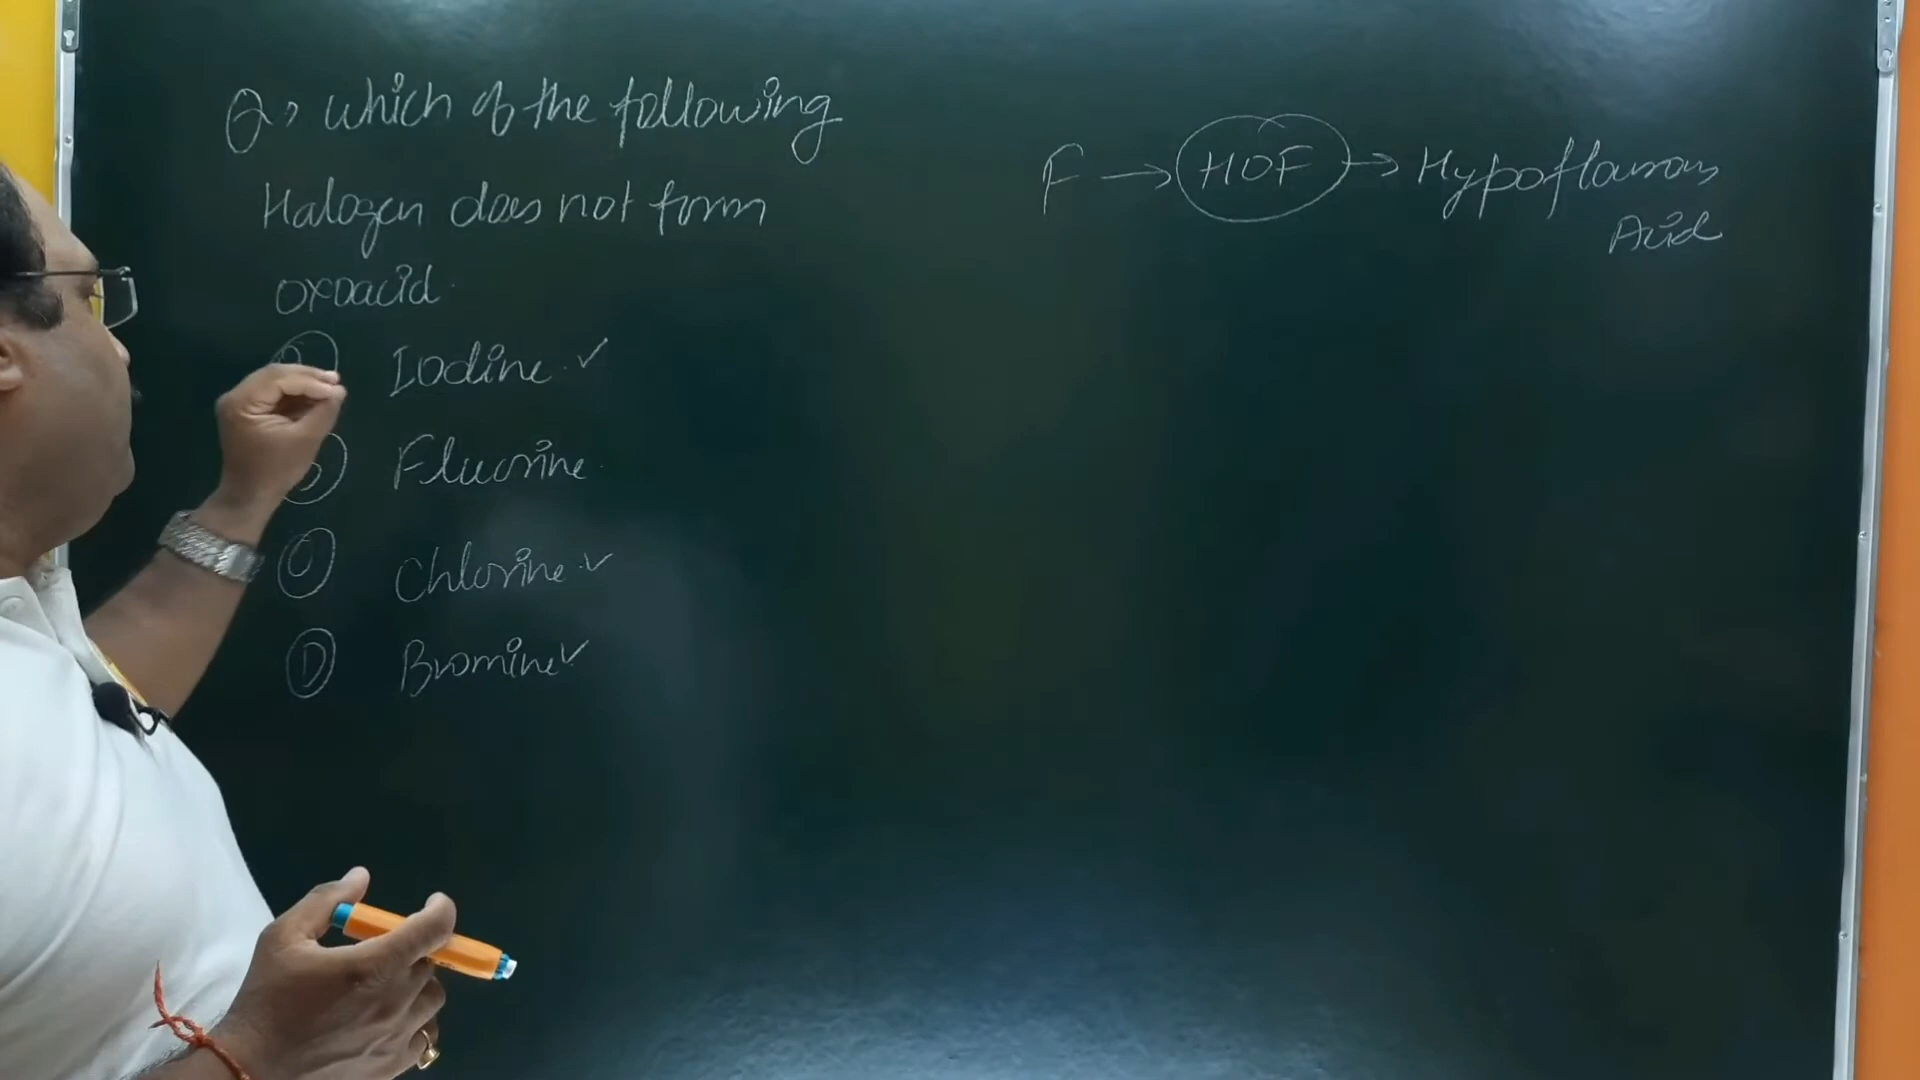 Q, which of the following
Halogen does not form
oxoacid.
Iodine. ✓
Fluorine.
C Chlorine. ✓
D Bromine ✓
F → HOF → Hypoflourous
Acid